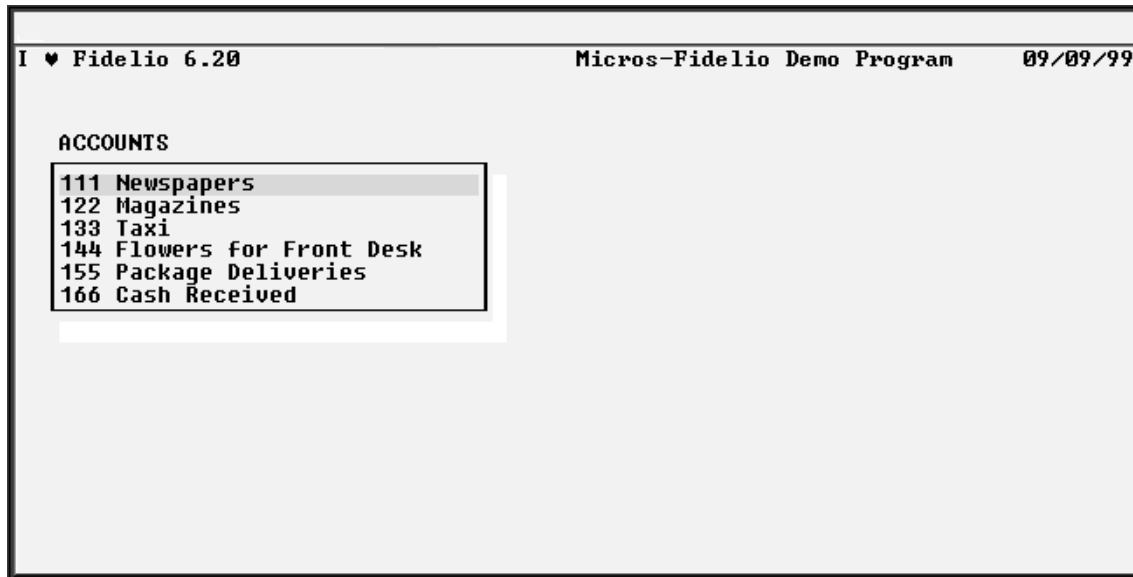 I ♥ Fidelio 6.20 Micros-Fidelio Demo Program 09/09/99
ACCOUNTS
111 Newspapers
122 Magazines
133 Taxi
144 Flowers for Front Desk
155 Package Deliveries
166 Cash Received